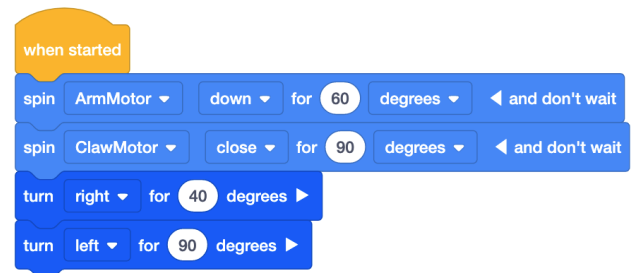 when started
spin ArmMotor down for 60 degrees and don't wait
spin ClawMotor close for 90 degrees and don't wait
turn right for 40 degrees
turn left for 90 degrees